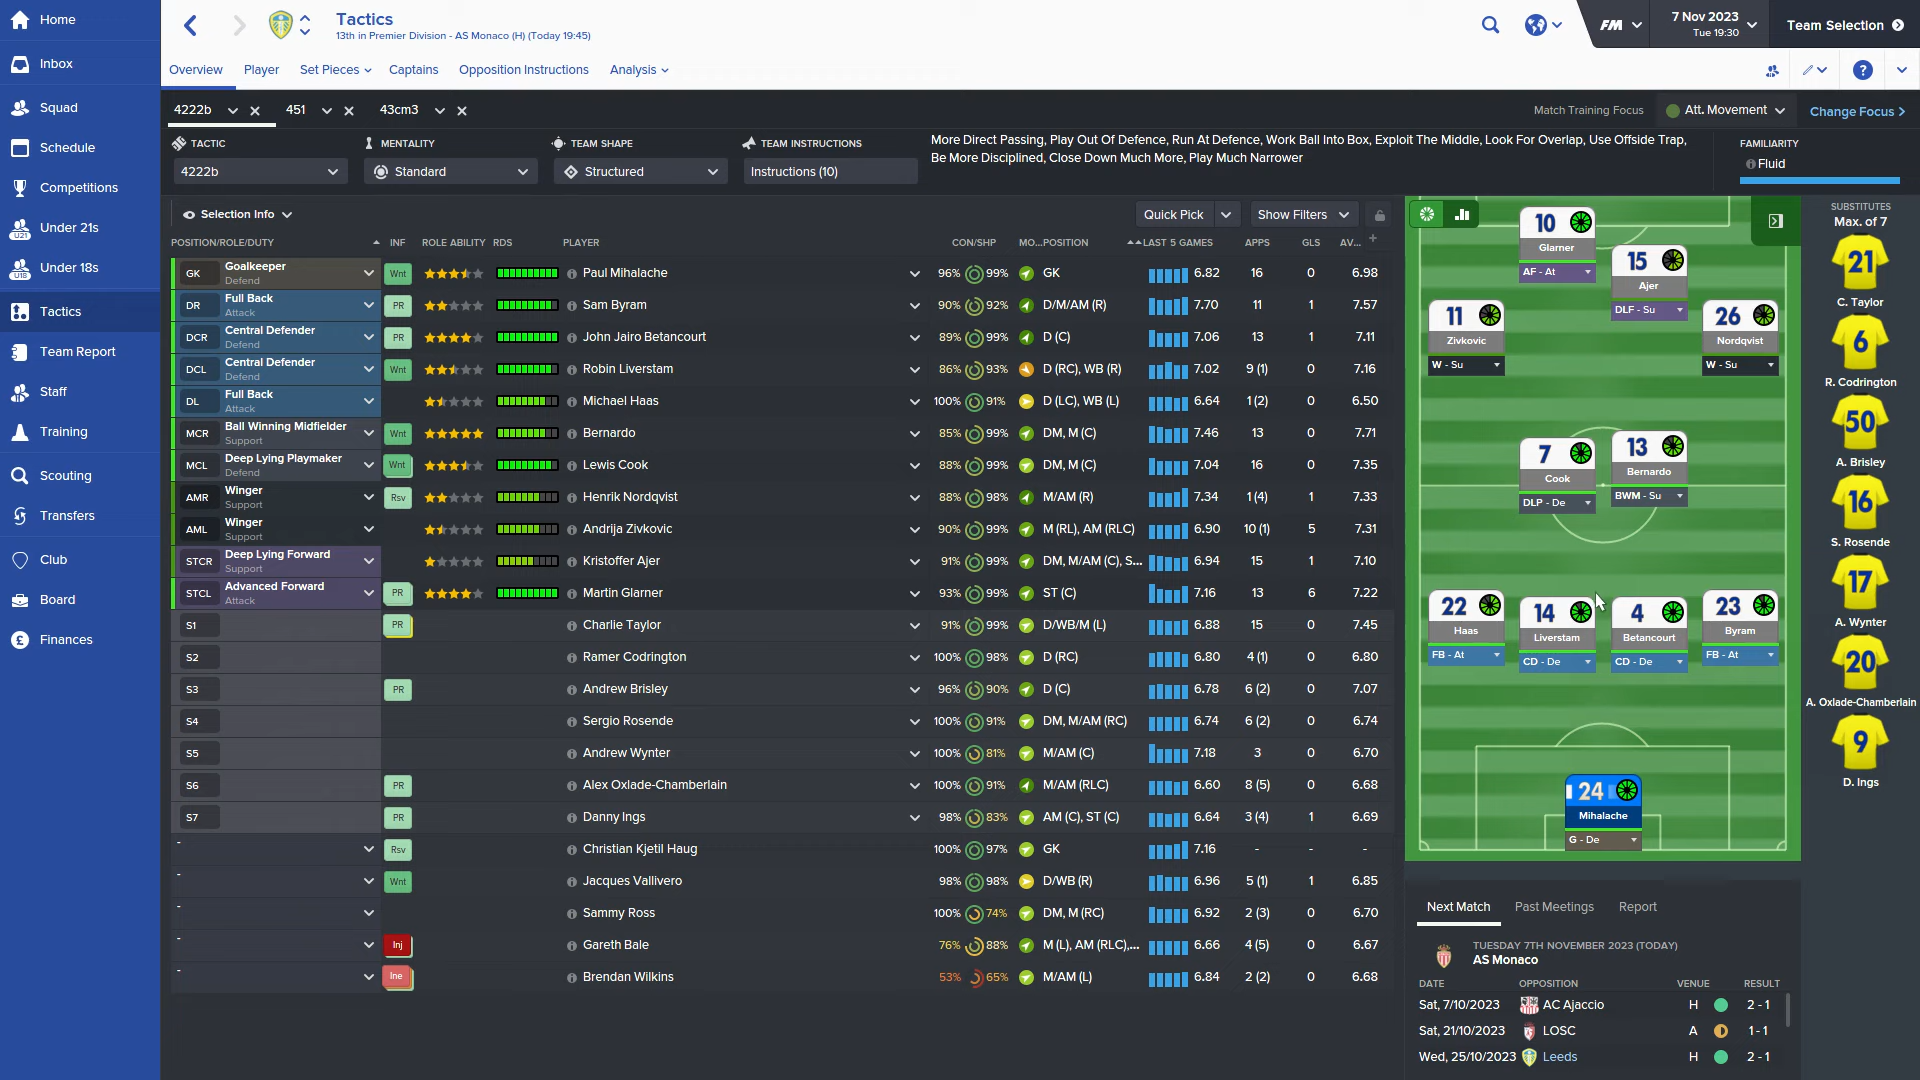 Home
Inbox
Squad
Schedule
Competitions
Under 21s
Under 18s
Tactics
Team Report
Staff
Training
Scouting
Transfers
Club
Board
Finances
Tactics
13th in Premier Division - AS Monaco (H) (Today 19:45)
FM
7 Nov 2023
Tue 19:30
Team Selection
Overview Player Set Pieces Captains Opposition Instructions Analysis
4222b 451 43cm3
Match Training Focus Att. Movement Change Focus >
TACTIC MENTALITY TEAM SHAPE TEAM INSTRUCTIONS
4222b Standard Structured Instructions (10)
More Direct Passing, Play Out Of Defence, Run At Defence, Work Ball Into Box, Exploit The Middle, Look For Overlap, Use Offside Trap,
Be More Disciplined, Close Down Much More, Play Much Narrower
FAMILIARITY
Fluid
Selection Info Quick Pick Show Filters
POSITION/ROLE/DUTY INF ROLE ABILITY RDS PLAYER CON/SHP MO... POSITION LAST 5 GAMES APPS GLS AV...
GK Goalkeeper Defend Wnt Paul Mihalache 96% 99% GK 6.82 16 0 6.98
DR Full Back Attack PR Sam Byram 90% 92% D/M/AM (R) 7.70 11 1 7.57
DCR Central Defender Defend PR John Jairo Betancourt 89% 99% D (C) 7.06 13 1 7.11
DCL Central Defender Defend Wnt Robin Liverstam 86% 93% D (RC), WB (R) 7.02 9 (1) 0 7.16
DL Full Back Attack Michael Haas 100% 91% D (LC), WB (L) 6.64 1 (2) 0 6.50
MCR Ball Winning Midfielder Support Wnt Bernardo 85% 99% DM, M (C) 7.46 13 0 7.71
MCL Deep Lying Playmaker Defend Wnt Lewis Cook 88% 99% DM, M (C) 7.04 16 0 7.35
AMR Winger Support Rsv Henrik Nordqvist 88% 98% M/AM (R) 7.34 1 (4) 1 7.33
AML Winger Support Andrija Zivkovic 90% 99% M (RL), AM (RLC) 6.90 10 (1) 5 7.31
STCR Deep Lying Forward Support Kristoffer Ajer 91% 99% DM, M/AM (C), S... 6.94 15 1 7.10
STCL Advanced Forward Attack PR Martin Glarner 93% 99% ST (C) 7.16 13 6 7.22
S1 PR Charlie Taylor 91% 99% D/WB/M (L) 6.88 15 0 7.45
S2 Ramer Codrington 100% 98% D (RC) 6.80 4 (1) 0 6.80
S3 PR Andrew Brisley 96% 90% D (C) 6.78 6 (2) 0 7.07
S4 Sergio Rosende 100% 91% DM, M/AM (RC) 6.74 6 (2) 0 6.74
S5 Andrew Wynter 100% 81% M/AM (C) 7.18 3 0 6.70
S6 PR Alex Oxlade-Chamberlain 100% 91% M/AM (RLC) 6.60 8 (5) 0 6.68
S7 PR Danny Ings 98% 83% AM (C), ST (C) 6.64 3 (4) 1 6.69
- Rsv Christian Kjetil Haug 100% 97% GK 7.16 - - -
- Wnt Jacques Vallivero 98% 98% D/WB (R) 6.96 5 (1) 1 6.85
- Sammy Ross 100% 74% DM, M (RC) 6.92 2 (3) 0 6.70
- Inj Gareth Bale 76% 88% M (L), AM (RLC),... 6.66 4 (5) 0 6.67
- Ine Brendan Wilkins 53% 65% M/AM (L) 6.84 2 (2) 0 6.68
10
Glarner
AF - At
15
Ajer
DLF - Su
11
Zivkovic
W - Su
26
Nordqvist
W - Su
7
Cook
DLP - De
13
Bernardo
BWM - Su
22
Haas
FB - At
14
Liverstam
CD - De
4
Betancourt
CD - De
23
Byram
FB - At
24
Mihalache
G - De
SUBSTITUTES
Max. of 7
21
C. Taylor
6
R. Codrington
50
A. Brisley
16
S. Rosende
17
A. Wynter
20
A. Oxlade-Chamberlain
9
D. Ings
Next Match Past Meetings Report
TUESDAY 7TH NOVEMBER 2023 (TODAY)
AS Monaco
DATE OPPOSITION VENUE RESULT
Sat, 7/10/2023 AC Ajaccio H 2 - 1
Sat, 21/10/2023 LOSC A 1 - 1
Wed, 25/10/2023 Leeds H 2 - 1